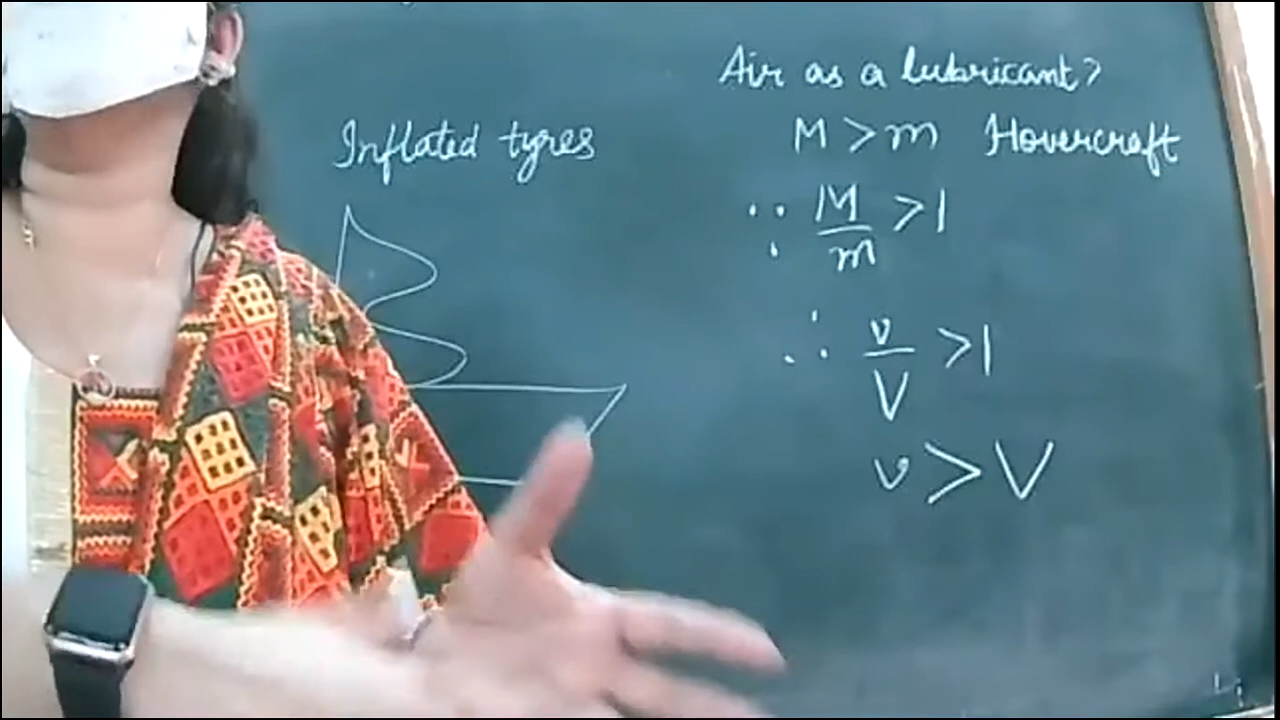 Air as a lubricant?
Inflated tyres
M > m Hovercraft
∵ M/m > 1
∴ v/V > 1
v > V